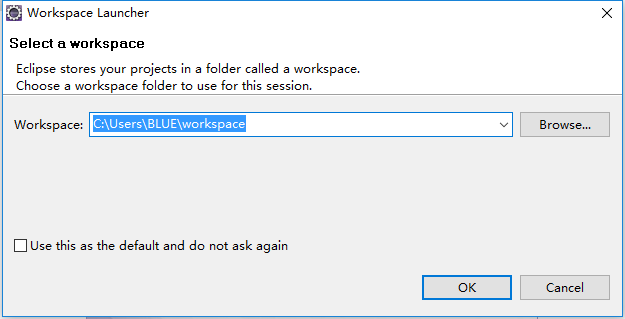 Workspace Launcher
Select a workspace
Eclipse stores your projects in a folder called a workspace.
Choose a workspace folder to use for this session.
Workspace: C:\Users\BLUE\workspace Browse...
Use this as the default and do not ask again
OK Cancel